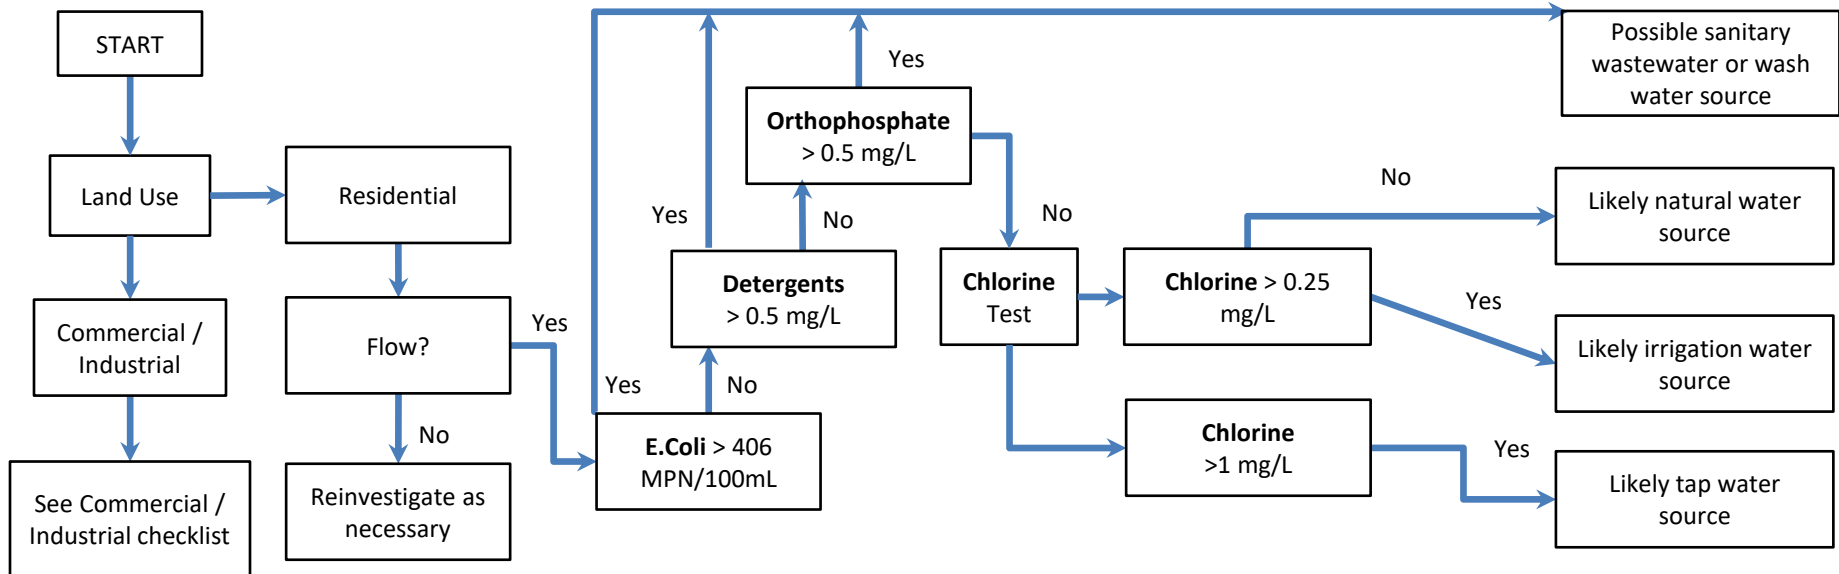 START
Land Use
Residential
Commercial /
Industrial
See Commercial /
Industrial checklist
Flow?
Yes
No
Reinvestigate as
necessary
E.Coli > 406
MPN/100mL
Yes
No
Detergents
> 0.5 mg/L
Yes
No
Orthophosphate
> 0.5 mg/L
Yes
No
Chlorine
Test
Chlorine > 0.25
mg/L
No
Yes
Chlorine
>1 mg/L
Yes
Possible sanitary
wastewater or wash
water source
Likely natural water
source
Likely irrigation water
source
Likely tap water
source